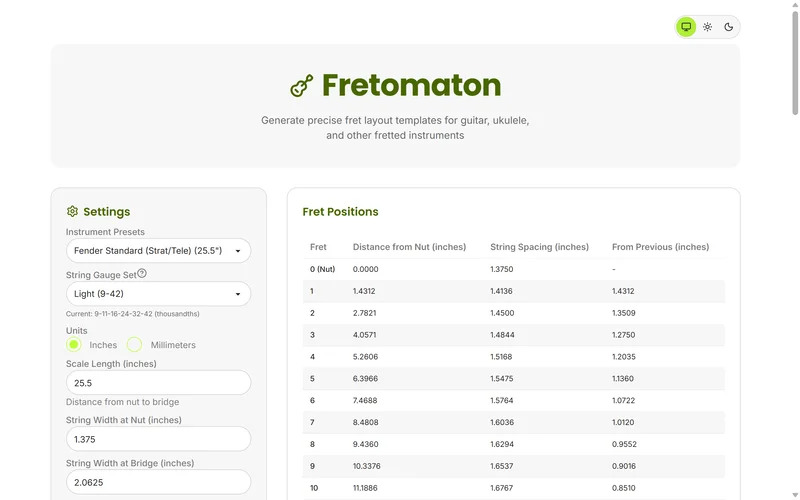 Fretomaton
Generate precise fret layout templates for guitar, ukulele,
and other fretted instruments
Settings
Instrument Presets
Fender Standard (Strat/Tele) (25.5")
String Gauge Set
Light (9-42)
Current: 9-11-16-24-32-42 (thousandths)
Units
Inches Millimeters
Scale Length (inches)
25.5
Distance from nut to bridge
String Width at Nut (inches)
1.375
String Width at Bridge (inches)
2.0625
Fret Positions
Fret Distance from Nut (inches) String Spacing (inches) From Previous (inches)
0 (Nut) 0.0000 1.3750 -
1 1.4312 1.4136 1.4312
2 2.7821 1.4500 1.3509
3 4.0571 1.4844 1.2750
4 5.2606 1.5168 1.2035
5 6.3966 1.5475 1.1360
6 7.4688 1.5764 1.0722
7 8.4808 1.6036 1.0120
8 9.4360 1.6294 0.9552
9 10.3376 1.6537 0.9016
10 11.1886 1.6767 0.8510